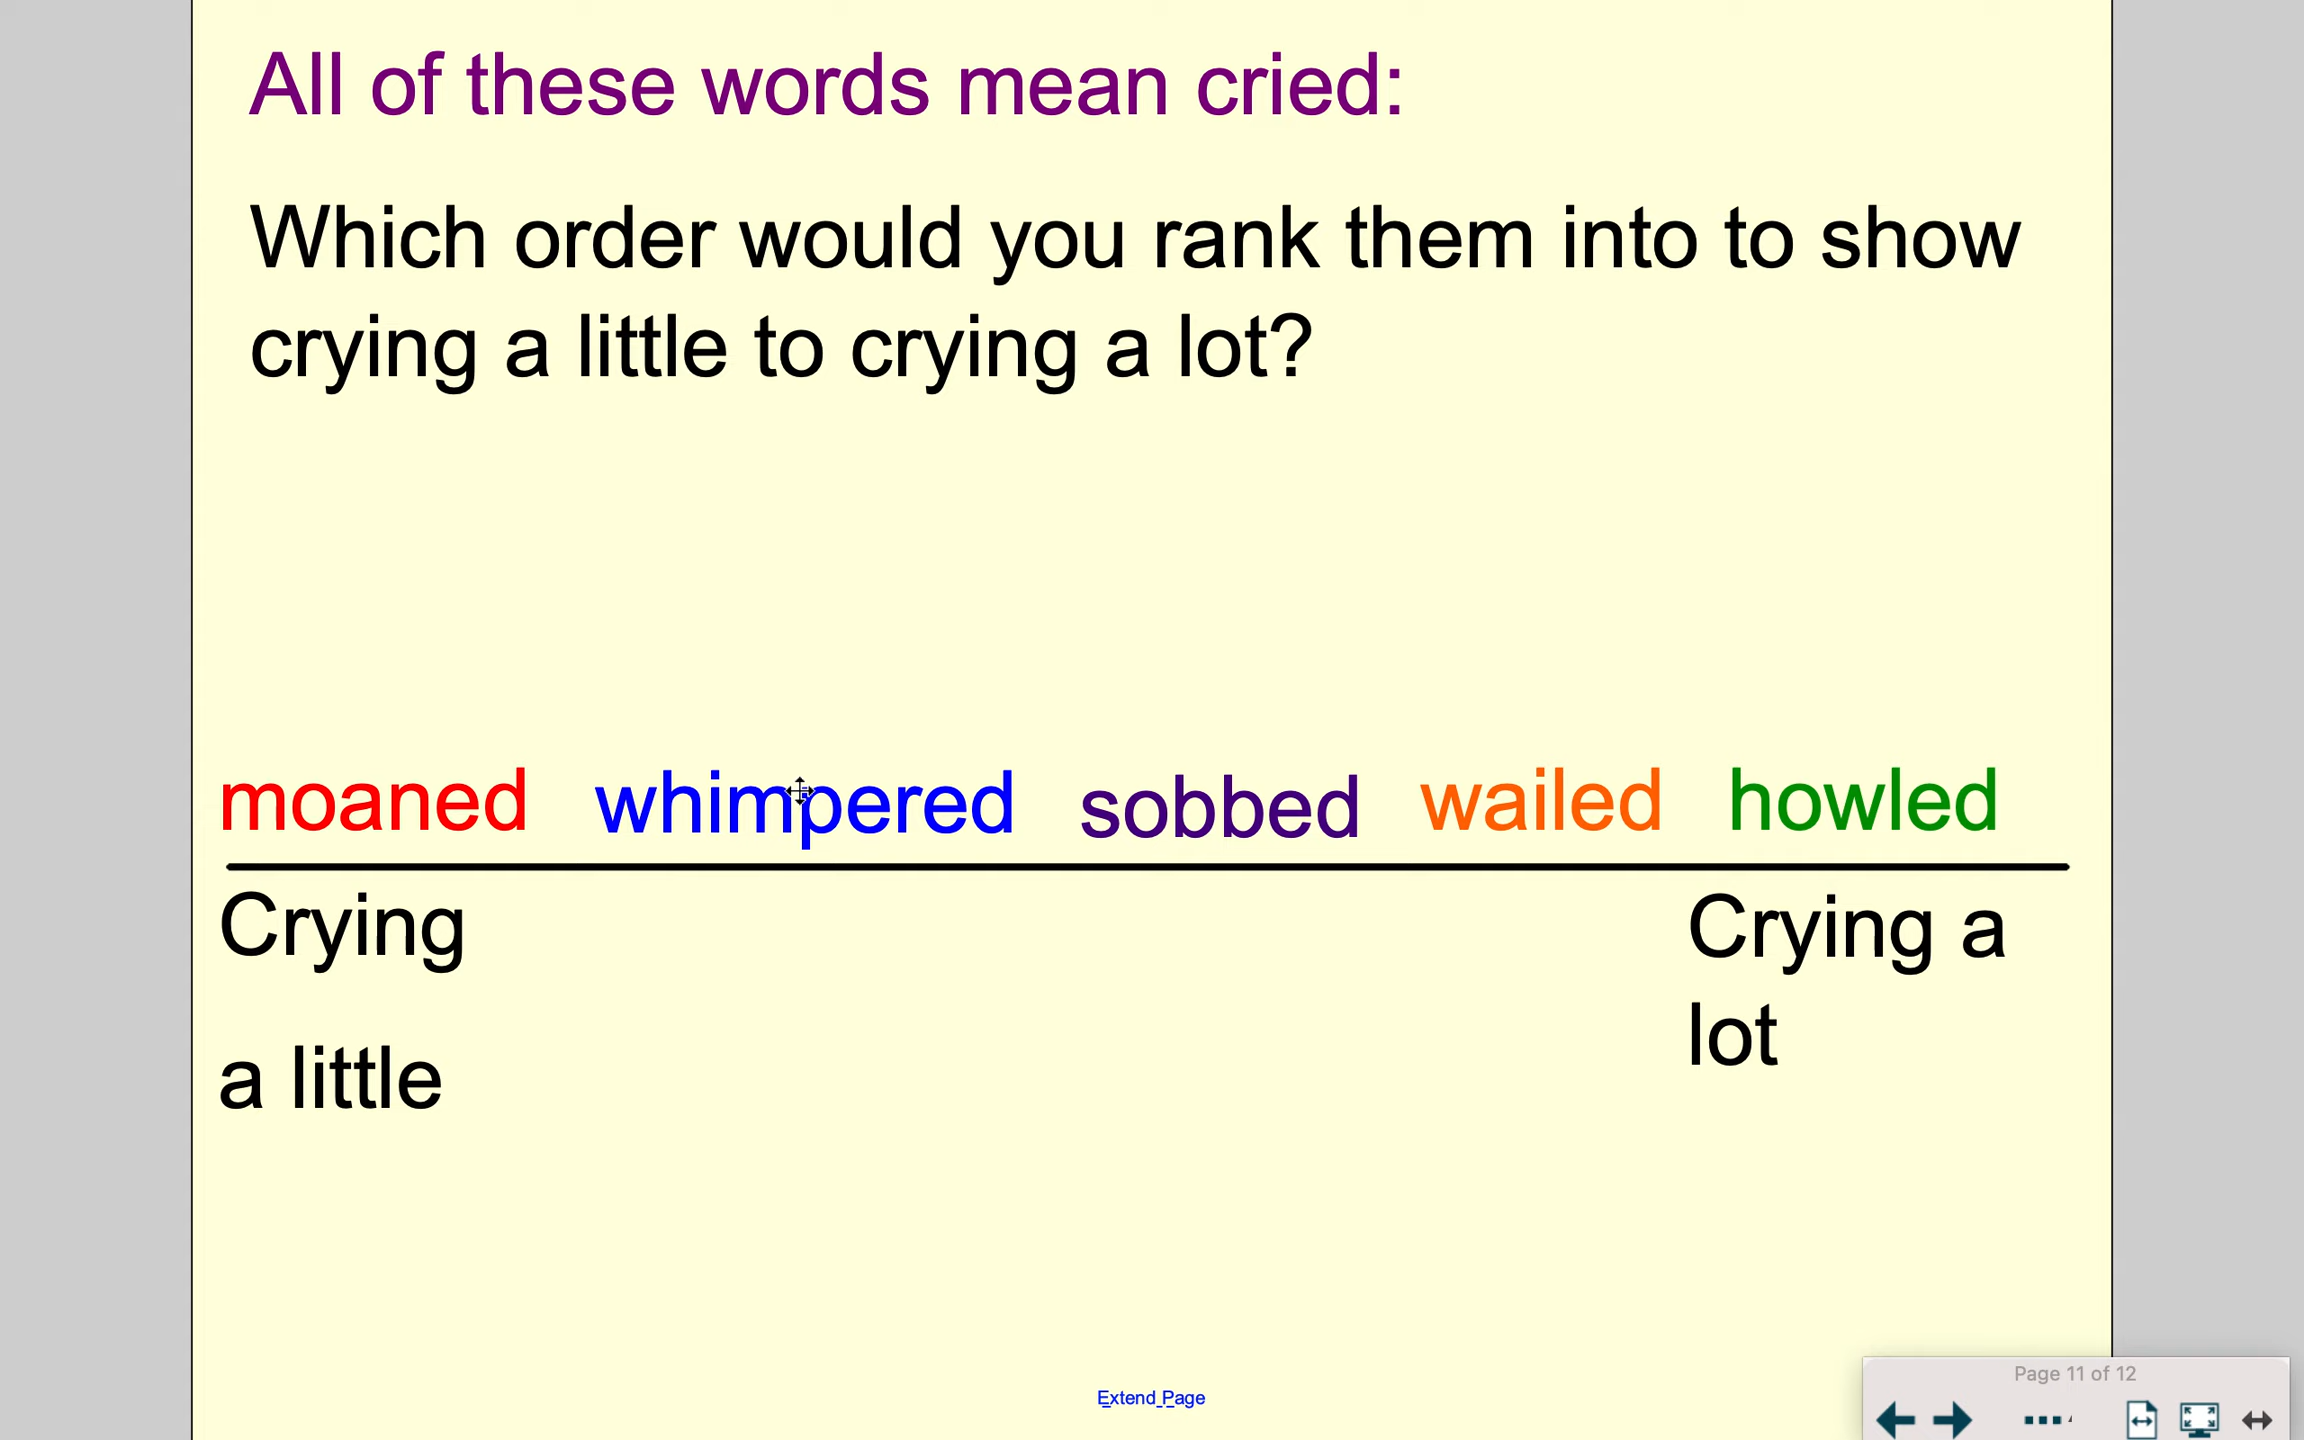 All of these words mean cried:
Which order would you rank them into to show
crying a little to crying a lot?
moaned whimpered sobbed wailed howled
Crying
a little
Crying a
lot
Extend Page
Page 11 of 12